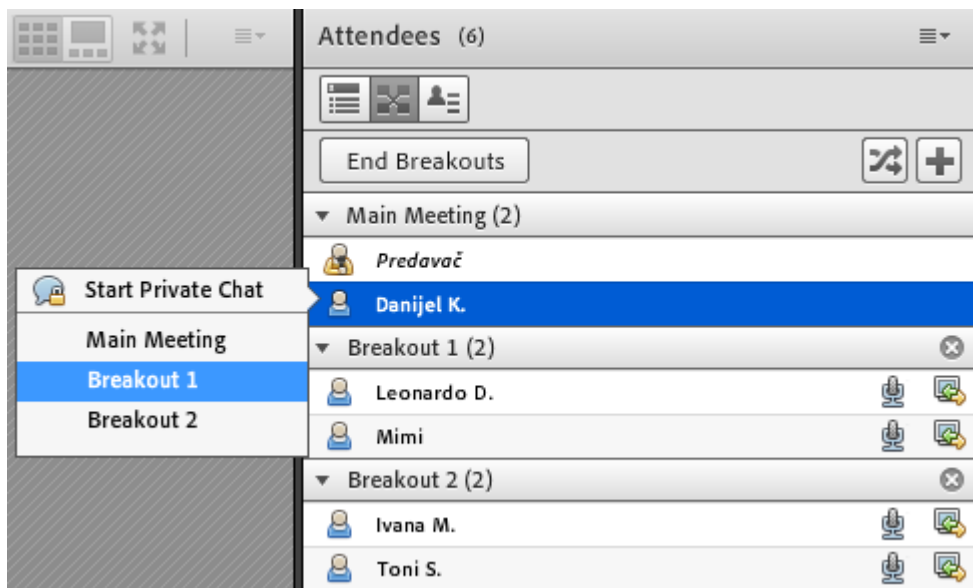 Attendees (6)
End Breakouts
Main Meeting (2)
Predavač
Start Private Chat
Danijel K.
Main Meeting
Breakout 1
Breakout 2
Breakout 1 (2)
Leonardo D.
Mimi
Breakout 2 (2)
Ivana M.
Toni S.